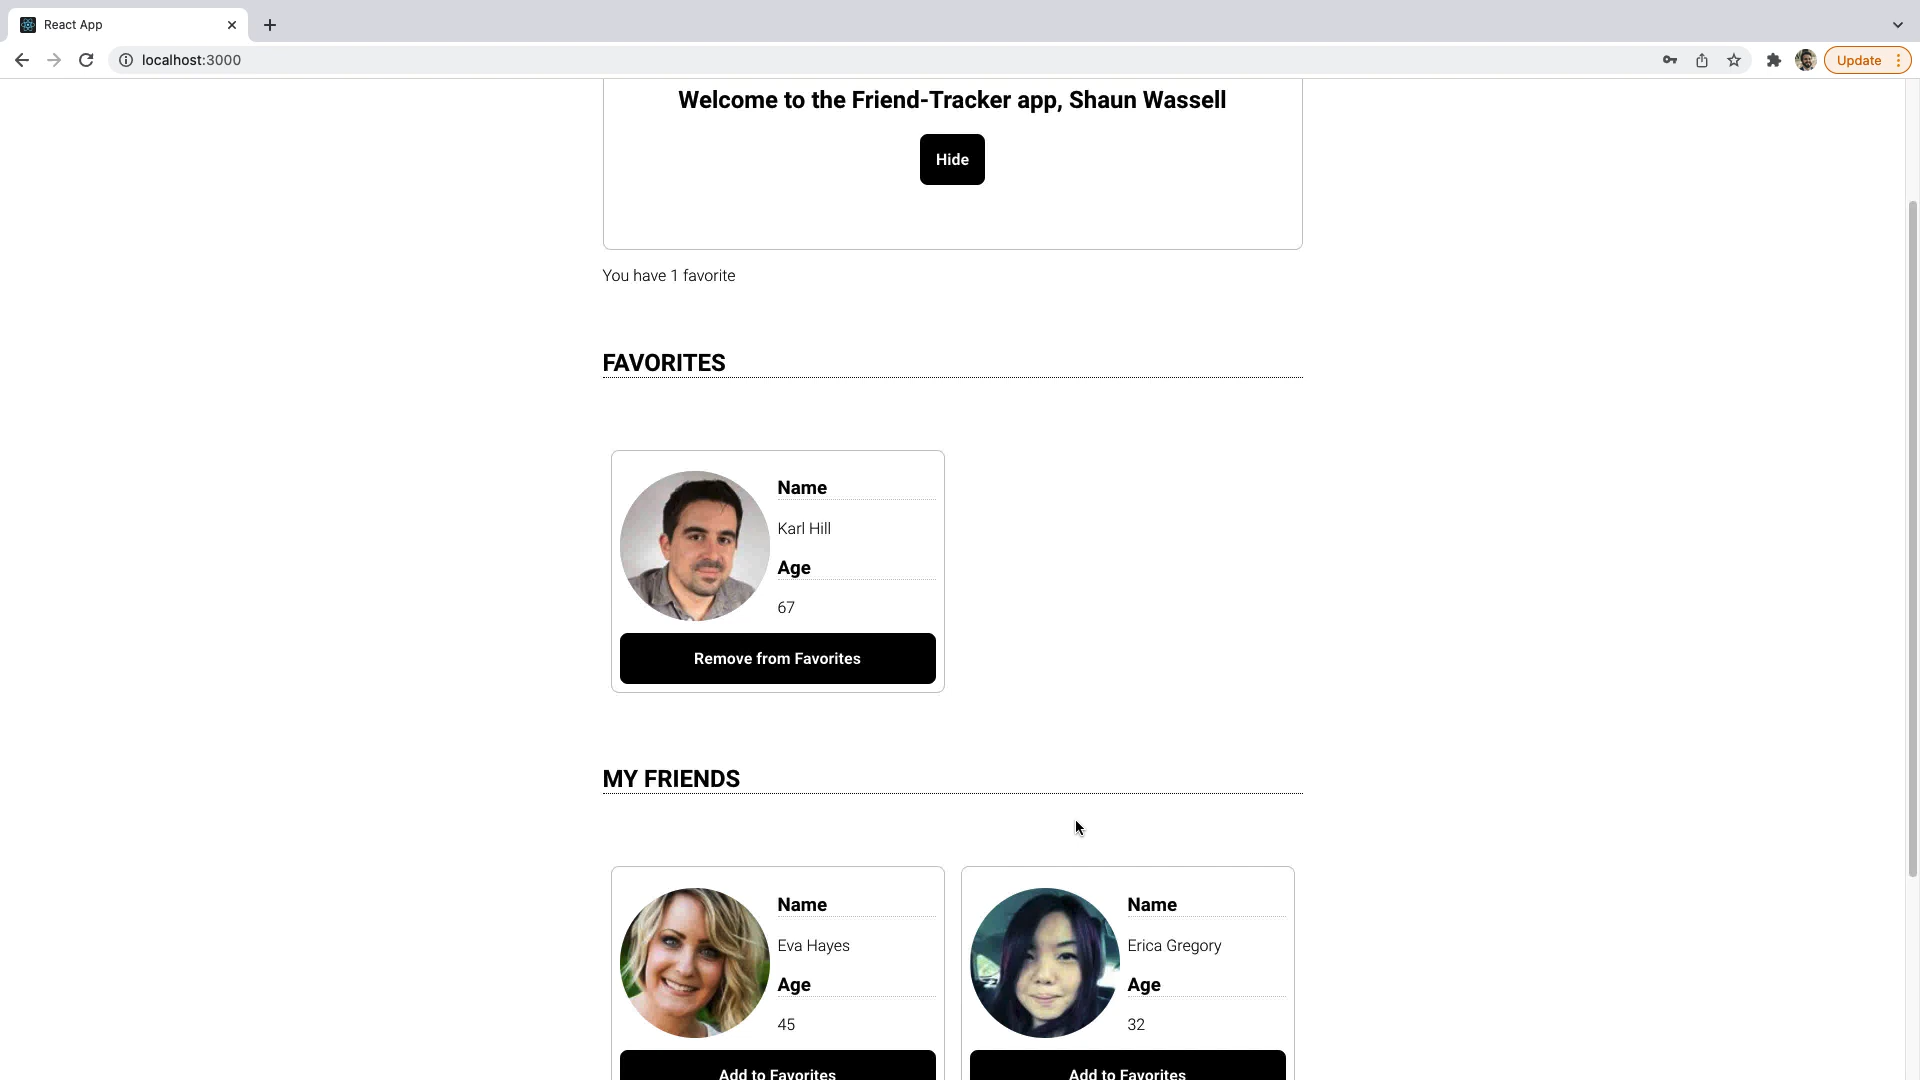 React App
localhost:3000
Update
Welcome to the Friend-Tracker app, Shaun Wassell
Hide
You have 1 favorite
FAVORITES
Name
Karl Hill
Age
67
Remove from Favorites
MY FRIENDS
Name
Eva Hayes
Age
45
Add to Favorites
Name
Erica Gregory
Age
32
Add to Favorites